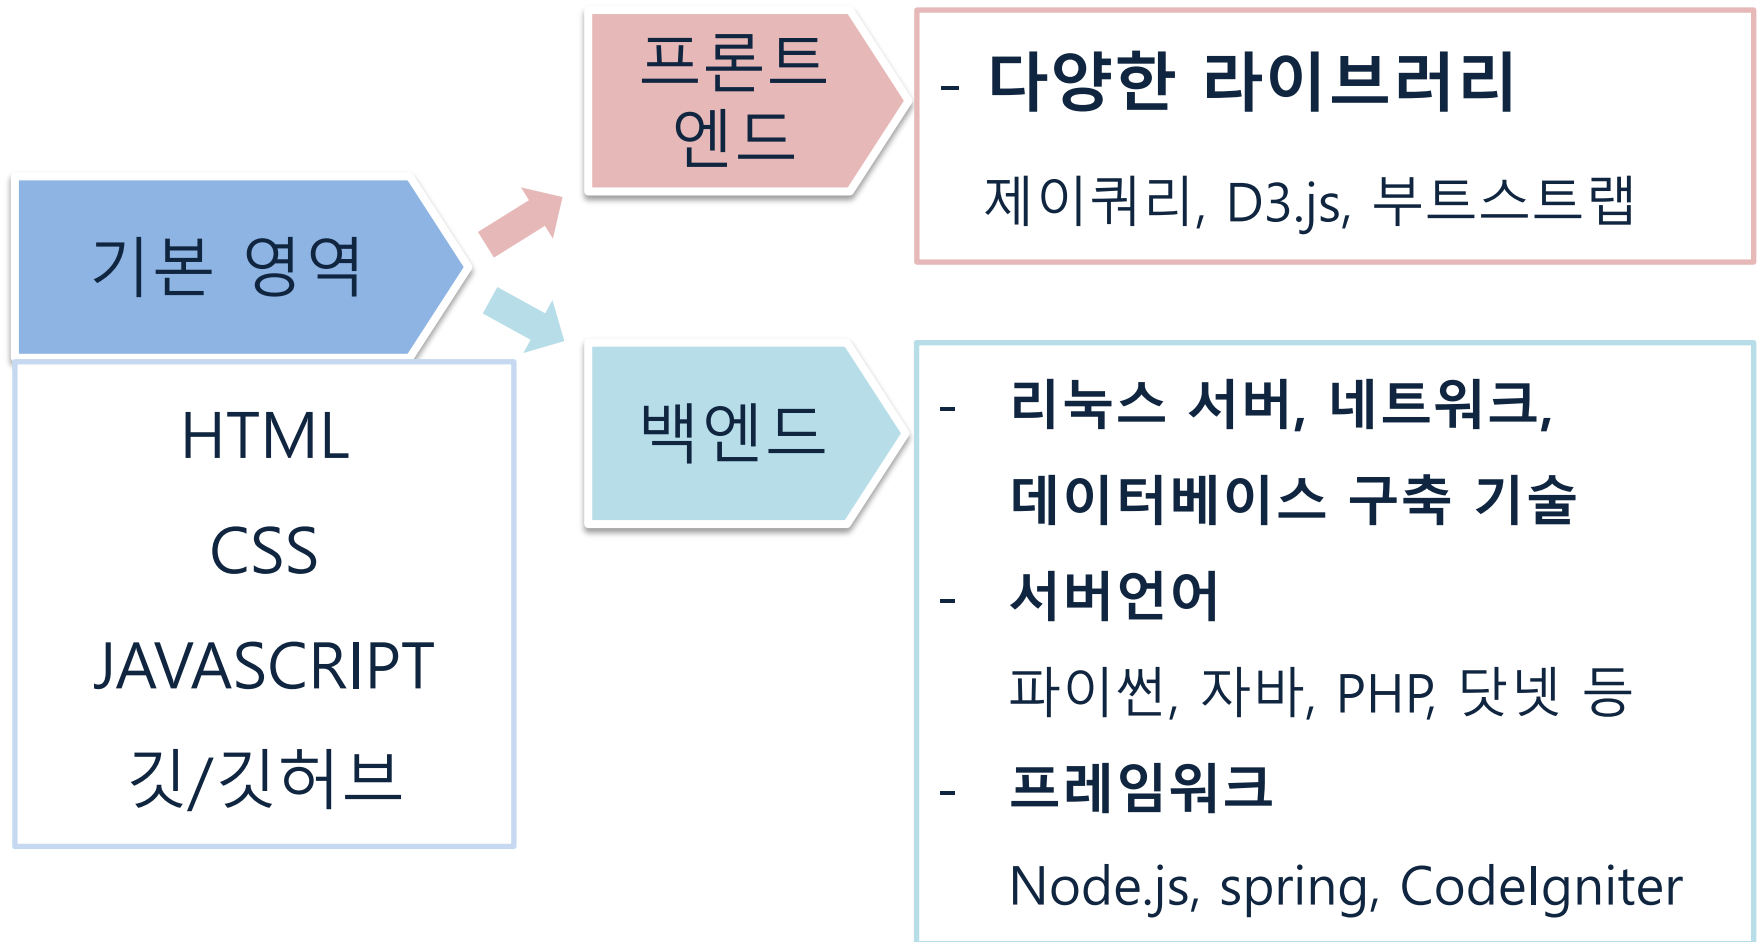 기본 영역
HTML
CSS
JAVASCRIPT
깃/깃허브
프론트
엔드
- 다양한 라이브러리
제이쿼리, D3.js, 부트스트랩
백엔드
- 리눅스 서버, 네트워크,
데이터베이스 구축 기술
- 서버언어
파이썬, 자바, PHP, 닷넷 등
- 프레임워크
Node.js, spring, CodeIgniter